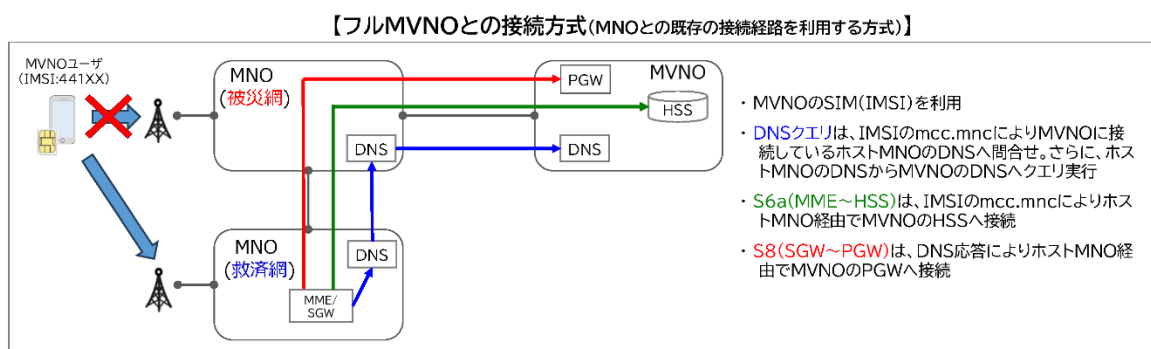 【フルMVNOとの接続方式(MNOとの既存の接続経路を利用する方式)】
MVNOユーザ
(IMSI:441XX)
MNO
(被災網)
DNS
PGW
MVNO
HSS
DNS
MNO
(救済網)
DNS
MME/
SGW
・MVNOのSIM(IMSI)を利用
・DNSクエリは、IMSIのmcc.mncによりMVNOに接
続しているホストMNOのDNSへ問合せ。さらに、ホス
トMNOのDNSからMVNOのDNSへクエリ実行
・S6a(MME～HSS)は、IMSIのmcc.mncによりホス
トMNO経由でMVNOのHSSへ接続
・S8(SGW～PGW)は、DNS応答によりホストMNO経
由でMVNOのPGWへ接続